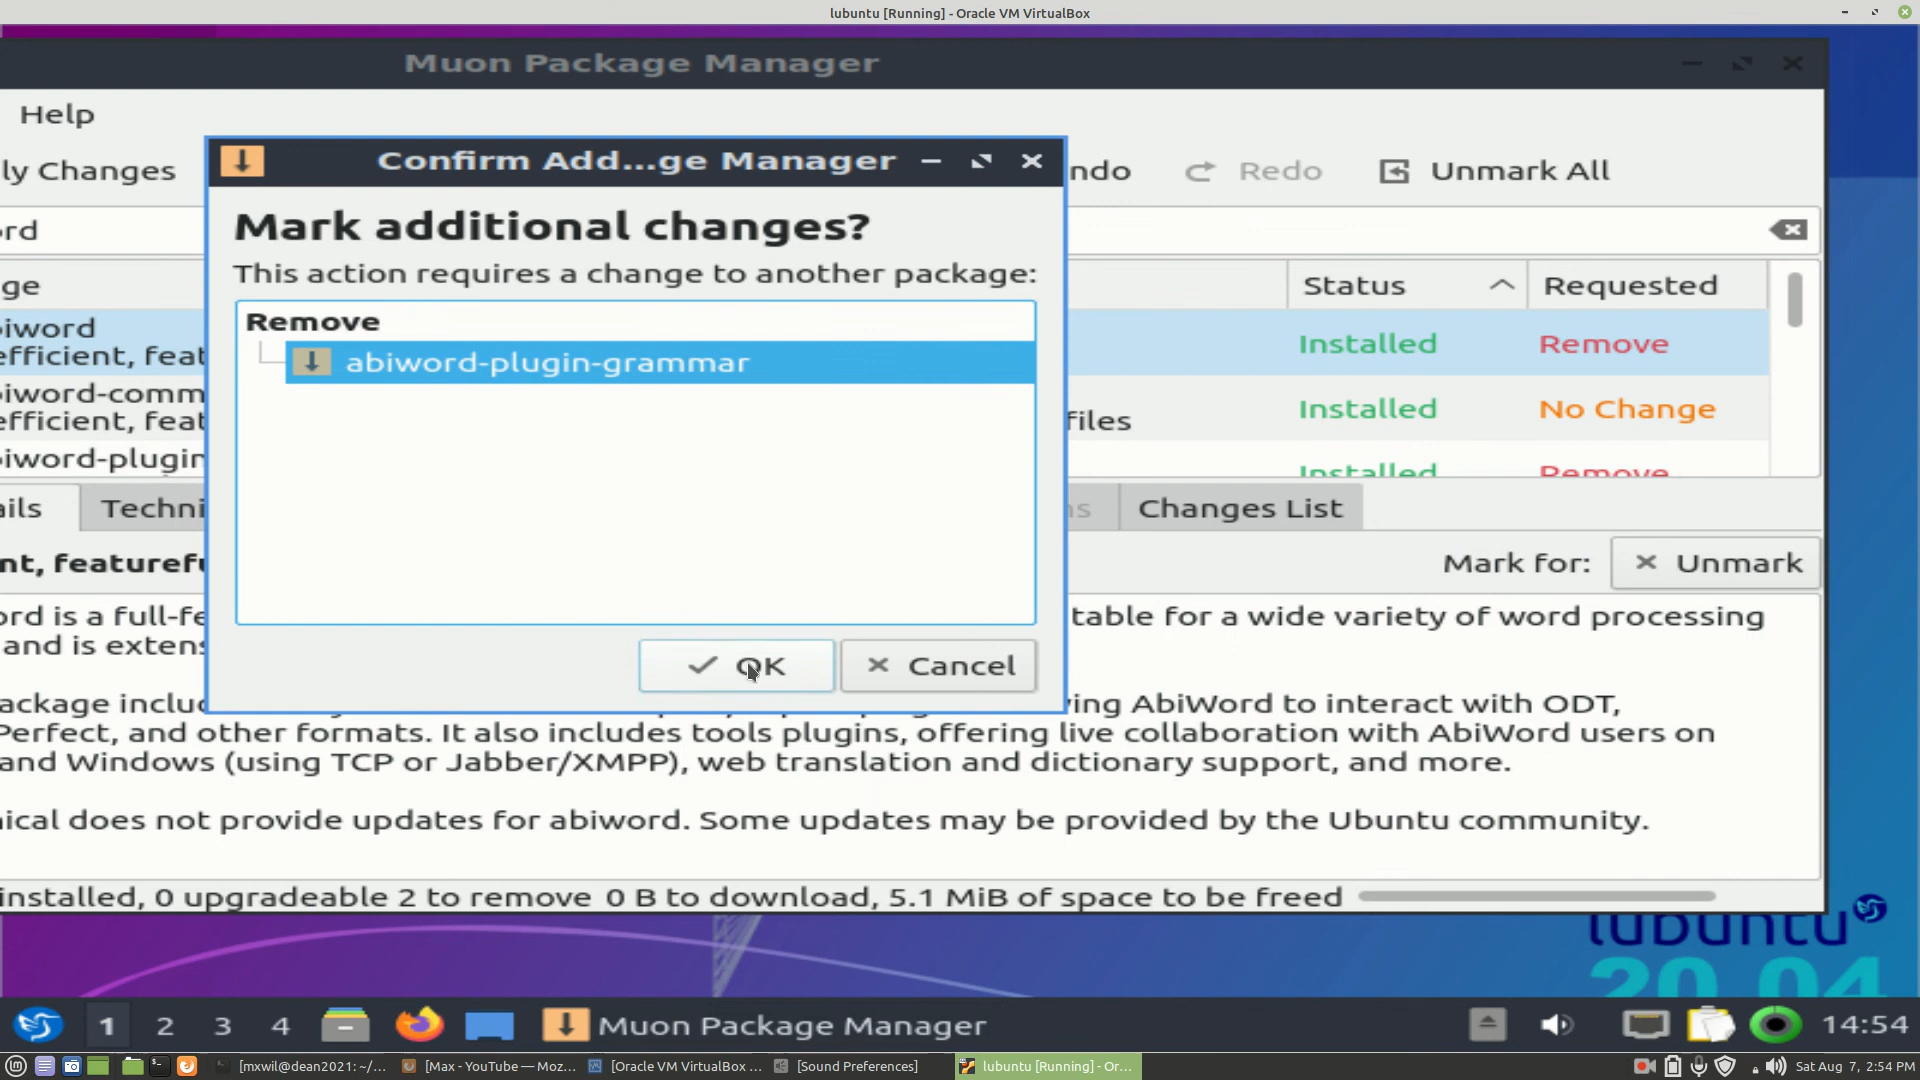 lubuntu [Running] - Oracle VM VirtualBox
Muon Package Manager
Help
ly Changes
ndo
Redo
Unmark All
rd
ge
Status
Requested
iword
efficient, feat
Installed
Remove
iword-comm
efficient, feat
files
Installed
No Change
iword-plugin
Installed
Remove
Confirm Add...ge Manager
Mark additional changes?
This action requires a change to another package:
Remove
abiword-plugin-grammar
OK
Cancel
ils
Techni
ns
Changes List
nt, featurefu
Mark for:
Unmark
rd is a full-fe
table for a wide variety of word processing
and is extens
ackage includ
ving AbiWord to interact with ODT,
Perfect, and other formats. It also includes tools plugins, offering live collaboration with AbiWord users on
and Windows (using TCP or Jabber/XMPP), web translation and dictionary support, and more.
ical does not provide updates for abiword. Some updates may be provided by the Ubuntu community.
installed, 0 upgradeable 2 to remove 0 B to download, 5.1 MiB of space to be freed
lubuntu
20.04
1 2 3 4
Muon Package Manager
14:54
[mxwil@dean2021: ~/...
[Max - YouTube — Moz...
[Oracle VM VirtualBox ...
[Sound Preferences]
lubuntu [Running] - Or...
Sat Aug 7, 2:54 PM